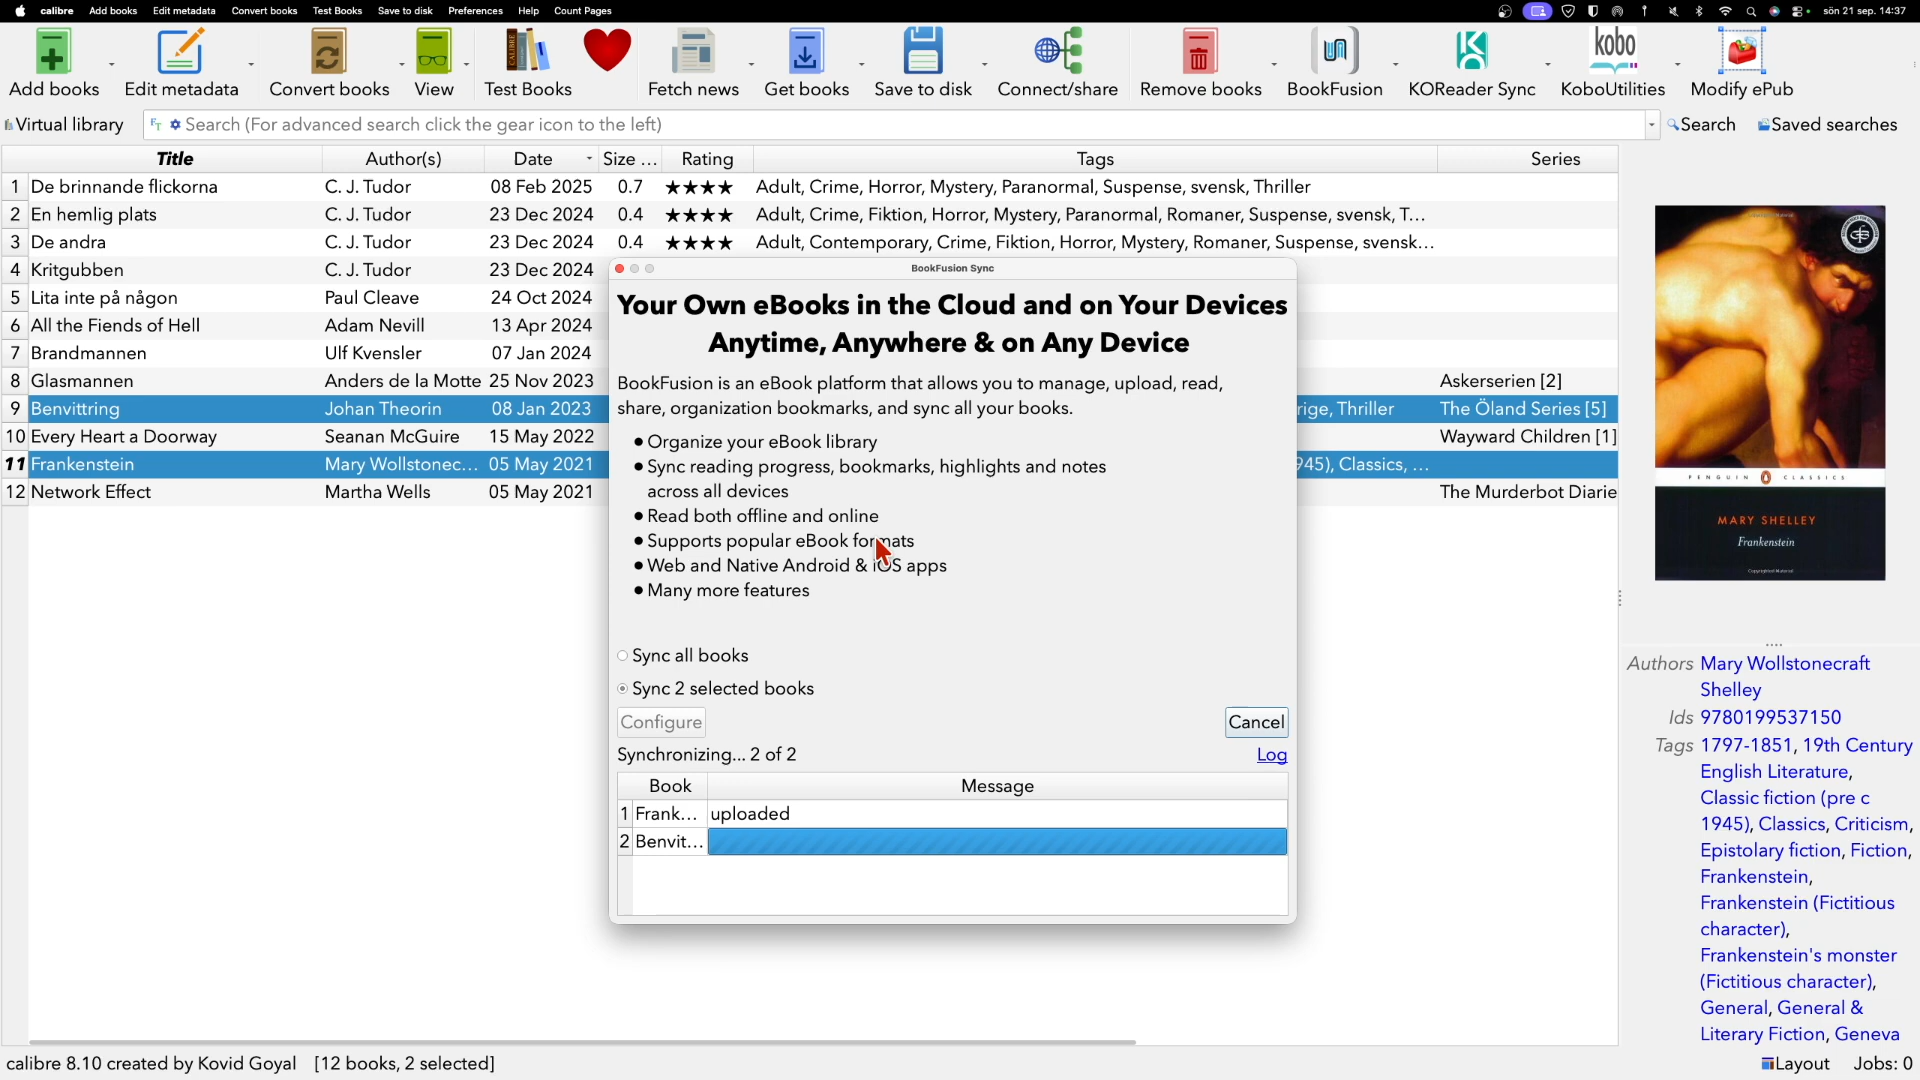 calibre Add books Edit metadata Convert books Test Books Save to disk Preferences Help Count Pages sön 21 sep. 14:37
Add books Edit metadata Convert books View Test Books Fetch news Get books Save to disk Connect/share Remove books BookFusion KOReader Sync KoboUtilities Modify ePub
Virtual library Search (For advanced search click the gear icon to the left) Search Saved searches
Title Author(s) Date Size ... Rating Tags Series
1 De brinnande flickorna C. J. Tudor 08 Feb 2025 0.7 ★★★★ Adult, Crime, Horror, Mystery, Paranormal, Suspense, svensk, Thriller
2 En hemlig plats C. J. Tudor 23 Dec 2024 0.4 ★★★★ Adult, Crime, Fiktion, Horror, Mystery, Paranormal, Romaner, Suspense, svensk, T...
3 De andra C. J. Tudor 23 Dec 2024 0.4 ★★★★ Adult, Contemporary, Crime, Fiktion, Horror, Mystery, Romaner, Suspense, svensk...
4 Kritgubben C. J. Tudor 23 Dec 2024
5 Lita inte på någon Paul Cleave 24 Oct 2024
6 All the Fiends of Hell Adam Nevill 13 Apr 2024
7 Brandmannen Ulf Kvensler 07 Jan 2024
8 Glasmannen Anders de la Motte 25 Nov 2023 Askerserien [2]
9 Benvittring Johan Theorin 08 Jan 2023 rige, Thriller The Öland Series [5]
10 Every Heart a Doorway Seanan McGuire 15 May 2022 Wayward Children [1]
11 Frankenstein Mary Wollstonec... 05 May 2021 945), Classics, ...
12 Network Effect Martha Wells 05 May 2021 The Murderbot Diarie
BookFusion Sync
Your Own eBooks in the Cloud and on Your Devices
Anytime, Anywhere & on Any Device
BookFusion is an eBook platform that allows you to manage, upload, read,
share, organization bookmarks, and sync all your books.
● Organize your eBook library
● Sync reading progress, bookmarks, highlights and notes
across all devices
● Read both offline and online
● Supports popular eBook formats
● Web and Native Android & iOS apps
● Many more features
Sync all books
Sync 2 selected books
Configure Cancel
Synchronizing... 2 of 2 Log
Book Message
1 Frank... uploaded
2 Benvit...
PENGUIN CLASSICS
MARY SHELLEY
Frankenstein
Authors Mary Wollstonecraft
Shelley
Ids 9780199537150
Tags 1797-1851, 19th Century
English Literature,
Classic fiction (pre c
1945), Classics, Criticism,
Epistolary fiction, Fiction,
Frankenstein,
Frankenstein (Fictitious
character),
Frankenstein's monster
(Fictitious character),
General, General &
Literary Fiction, Geneva
calibre 8.10 created by Kovid Goyal [12 books, 2 selected] Layout Jobs: 0